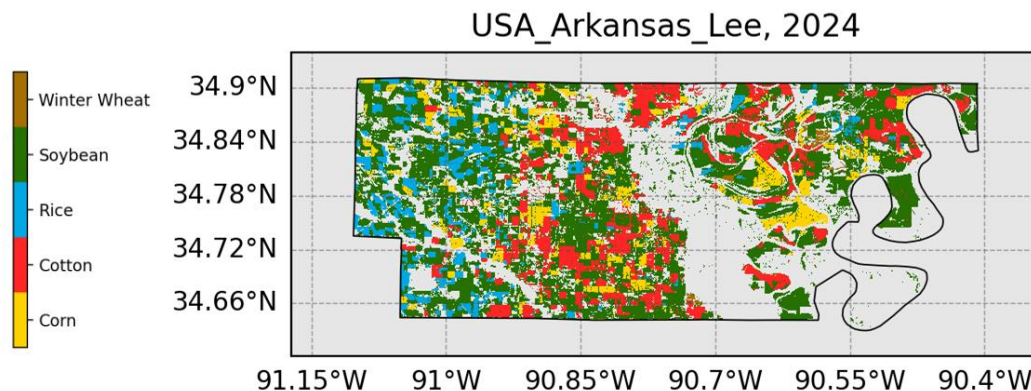 USA_Arkansas_Lee, 2024
Winter Wheat
Soybean
Rice
Cotton
Corn
34.9°N
34.84°N
34.78°N
34.72°N
34.66°N
91.15°W 91°W 90.85°W 90.7°W 90.55°W 90.4°W